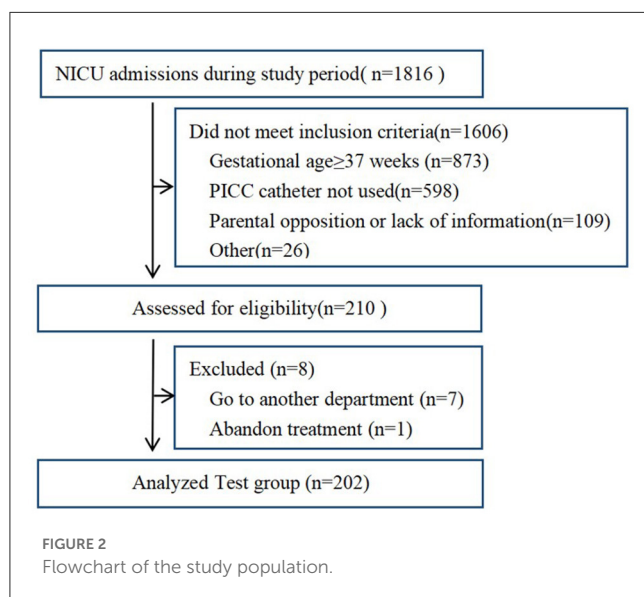 NICU admissions during study period( n=1816 )
Did not meet inclusion criteria(n=1606)
Gestational age≥37 weeks (n=873)
PICC catheter not used(n=598)
Parental opposition or lack of information(n=109)
Other(n=26)
Assessed for eligibility(n=210 )
Excluded (n=8)
Go to another department (n=7)
Abandon treatment (n=1)
Analyzed Test group (n=202)
FIGURE 2
Flowchart of the study population.